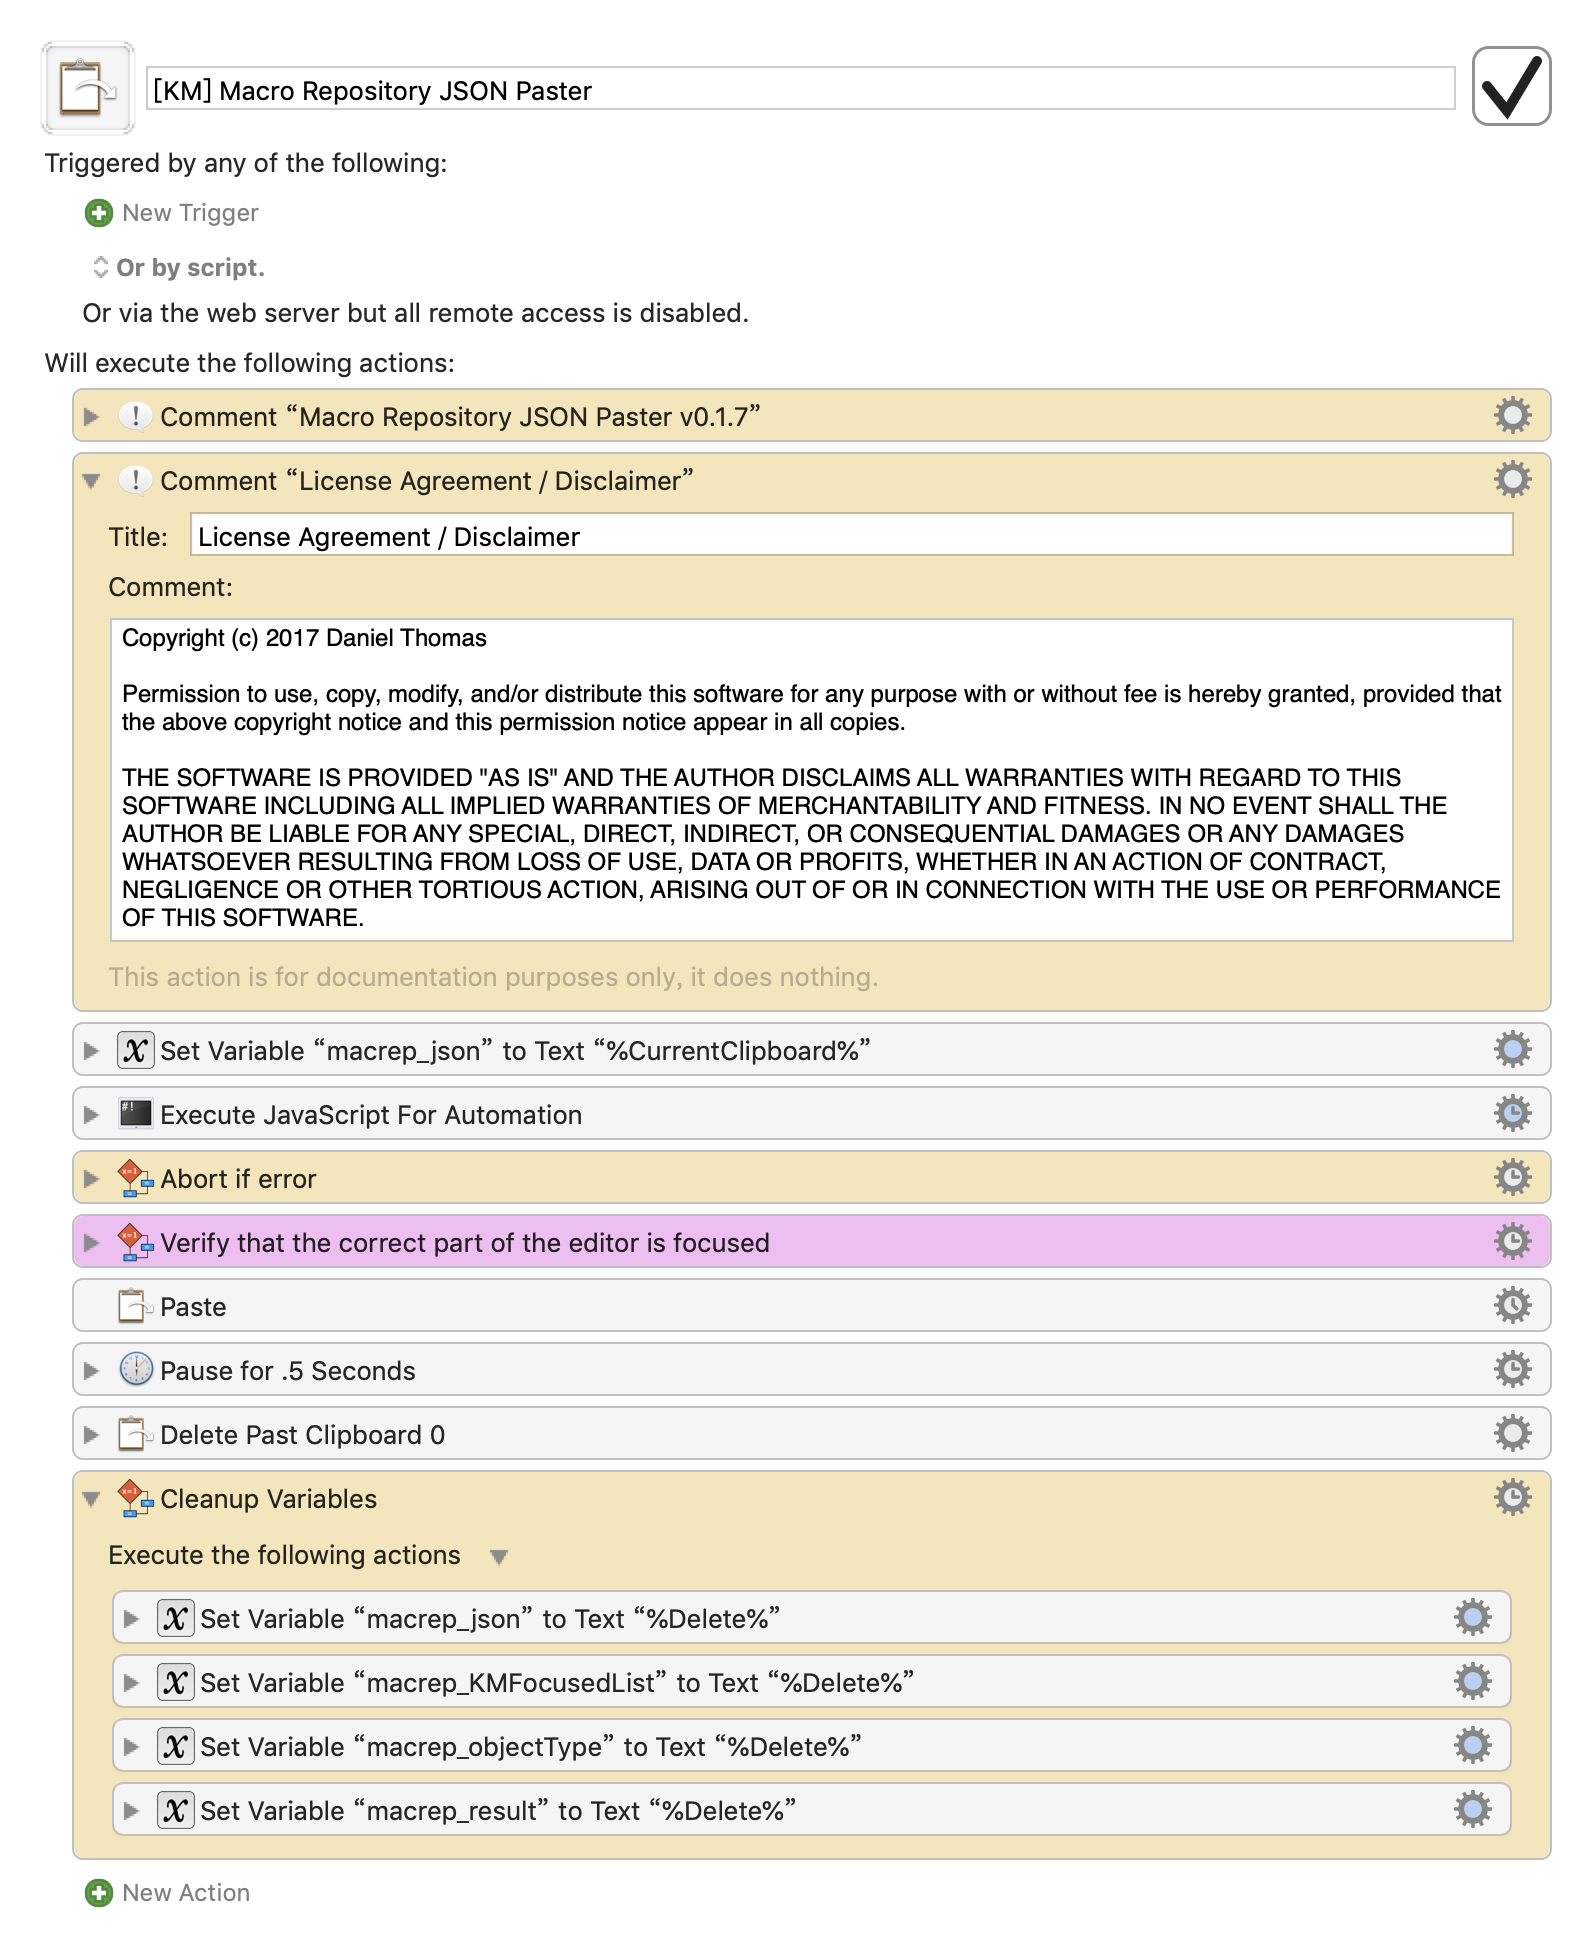 [KM] Macro Repository JSON Paster
Triggered by any of the following:
New Trigger
Or by script.
Or via the web server but all remote access is disabled.
Will execute the following actions:
Comment “Macro Repository JSON Paster v0.1.7”
Comment “License Agreement / Disclaimer”
Title: License Agreement / Disclaimer
Comment:
Copyright (c) 2017 Daniel Thomas
Permission to use, copy, modify, and/or distribute this software for any purpose with or without fee is hereby granted, provided that
the above copyright notice and this permission notice appear in all copies.
THE SOFTWARE IS PROVIDED "AS IS" AND THE AUTHOR DISCLAIMS ALL WARRANTIES WITH REGARD TO THIS
SOFTWARE INCLUDING ALL IMPLIED WARRANTIES OF MERCHANTABILITY AND FITNESS. IN NO EVENT SHALL THE
AUTHOR BE LIABLE FOR ANY SPECIAL, DIRECT, INDIRECT, OR CONSEQUENTIAL DAMAGES OR ANY DAMAGES
WHATSOEVER RESULTING FROM LOSS OF USE, DATA OR PROFITS, WHETHER IN AN ACTION OF CONTRACT,
NEGLIGENCE OR OTHER TORTIOUS ACTION, ARISING OUT OF OR IN CONNECTION WITH THE USE OR PERFORMANCE
OF THIS SOFTWARE.
This action is for documentation purposes only, it does nothing.
Set Variable “macrep_json” to Text “%CurrentClipboard%”
Execute JavaScript For Automation
Abort if error
Verify that the correct part of the editor is focused
Paste
Pause for .5 Seconds
Delete Past Clipboard 0
Cleanup Variables
Execute the following actions
Set Variable “macrep_json” to Text “%Delete%”
Set Variable “macrep_KMFocusedList” to Text “%Delete%”
Set Variable “macrep_objectType” to Text “%Delete%”
Set Variable “macrep_result” to Text “%Delete%”
New Action